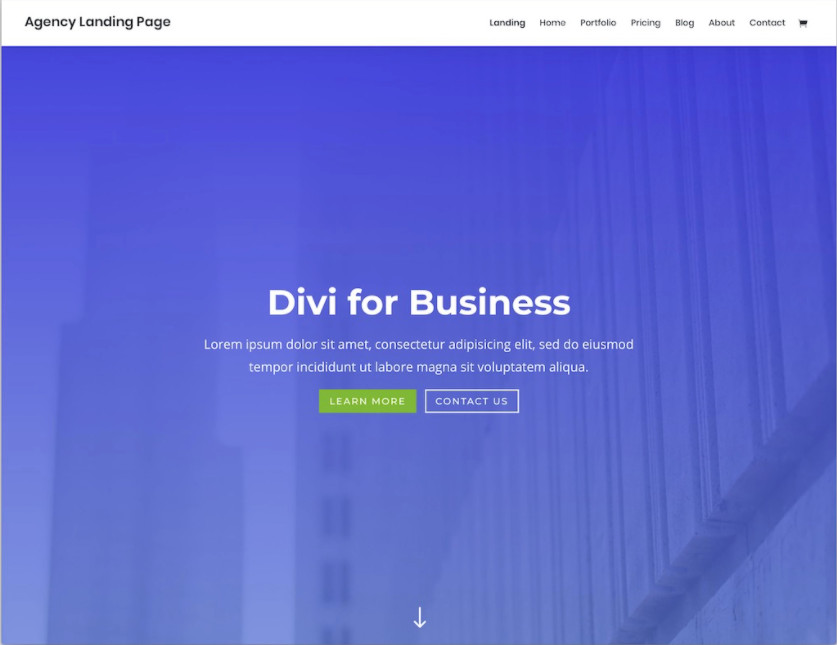 Agency Landing Page
Landing Home Portfolio Pricing Blog About Contact
Divi for Business
Lorem ipsum dolor sit amet, consectetur adipisicing elit, sed do eiusmod
tempor incididunt ut labore magna sit voluptatem aliqua.
LEARN MORE CONTACT US